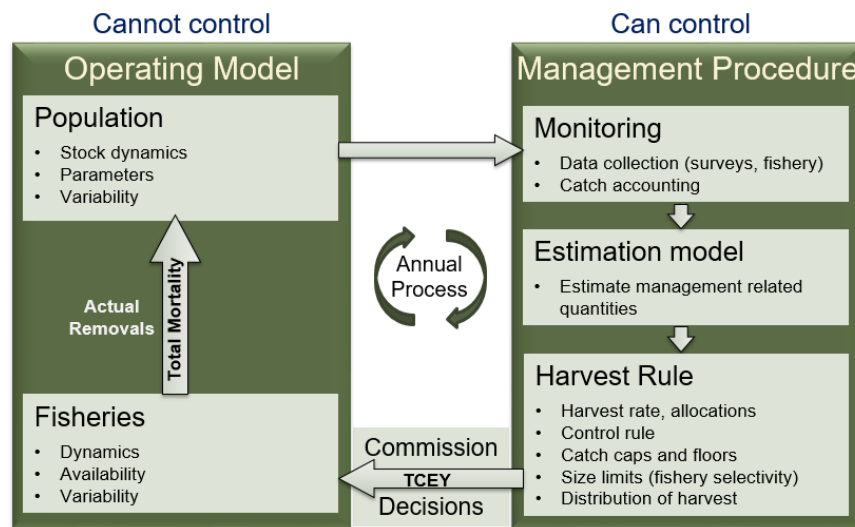 Cannot control
Can control
Operating Model
Management Procedure
Population
• Stock dynamics
• Parameters
• Variability
Actual
Removals
Total Mortality
Fisheries
• Dynamics
• Availability
• Variability
Annual
Process
Commission
TCEY
Decisions
Monitoring
• Data collection (surveys, fishery)
• Catch accounting
Estimation model
• Estimate management related
quantities
Harvest Rule
• Harvest rate, allocations
• Control rule
• Catch caps and floors
• Size limits (fishery selectivity)
• Distribution of harvest